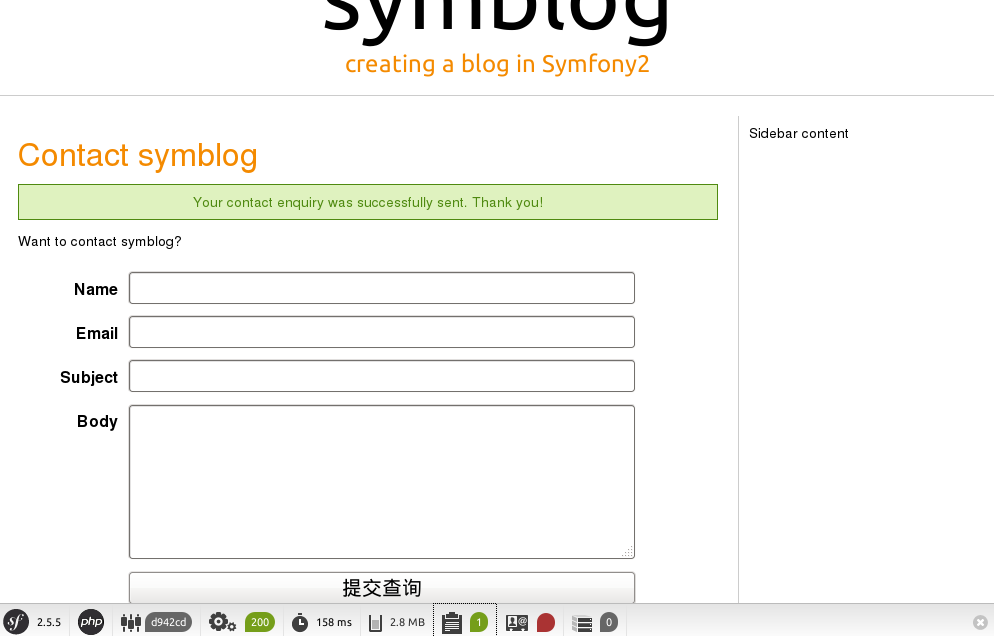 symblog
creating a blog in Symfony2
Sidebar content
Contact symblog
Your contact enquiry was successfully sent. Thank you!
Want to contact symblog?
Name
Email
Subject
Body
提交查询
sf 2.5.5 php d942cd 200 158 ms 2.8 MB 1 @ 0